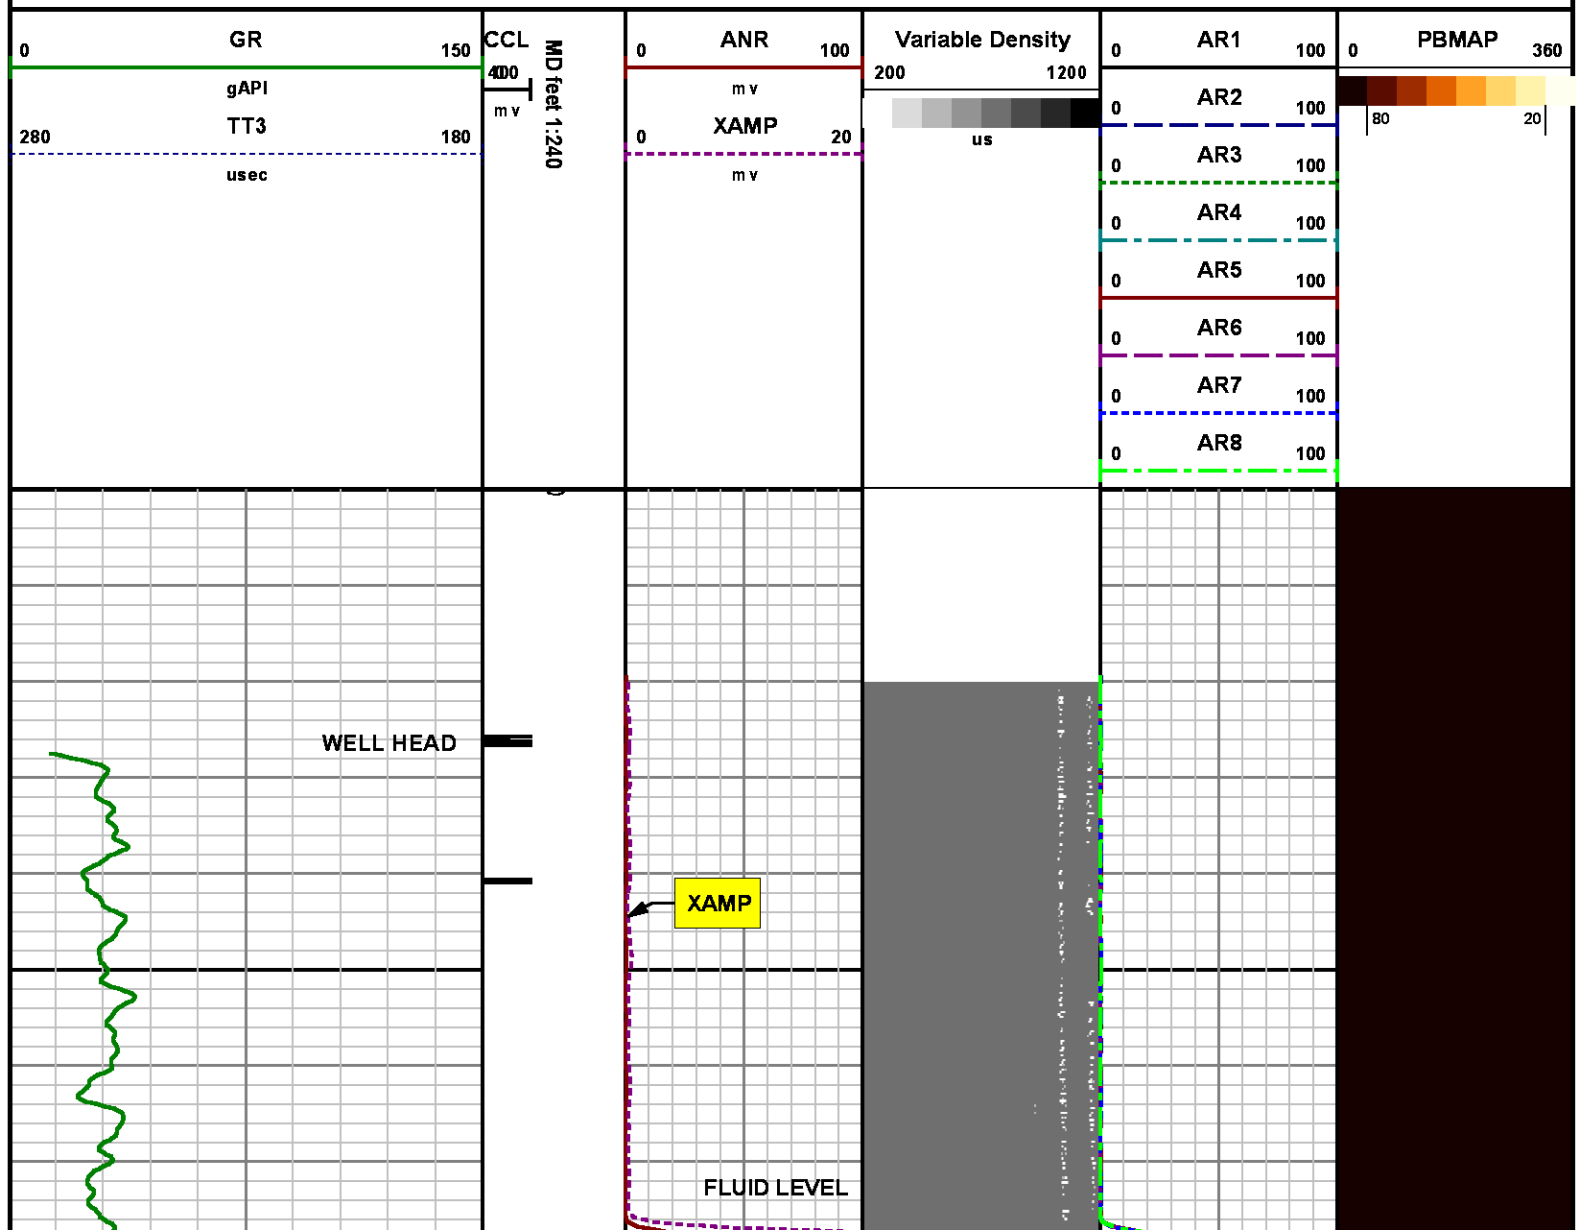 GR
0 150
gAPI
TT3
280 180
usec
CCL
400
mv
MD feet 1:240
ANR
0 100
mv
XAMP
0 20
mv
Variable Density
200 1200
us
AR1
0 100
AR2
0 100
AR3
0 100
AR4
0 100
AR5
0 100
AR6
0 100
AR7
0 100
AR8
0 100
PBMAP
0 360
80 20
WELL HEAD
XAMP
FLUID LEVEL